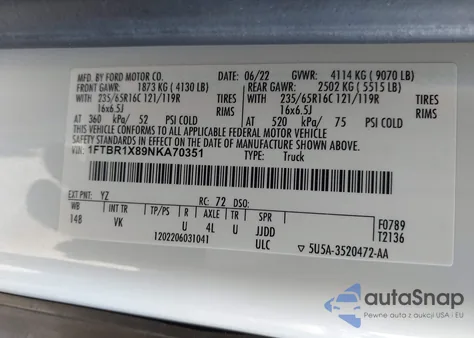 MFD. BY FORD MOTOR CO.
DATE: 06/22 GVWR: 4114 KG ( 9070 LB)
FRONT GAWR: 1873 KG ( 4130 LB) REAR GAWR: 2502 KG ( 5515 LB)
WITH 235/65R16C 121/119R TIRES WITH 235/65R16C 121/119R TIRES
16x6.5J RIMS 16x6.5J RIMS
AT 360 kPa/ 52 PSI COLD AT 520 kPa/ 75 PSI COLD
THIS VEHICLE CONFORMS TO ALL APPLICABLE FEDERAL MOTOR VEHICLE
SAFETY STANDARDS IN EFFECT ON THE DATE OF MANUFACTURE SHOWN ABOVE.
VIN: 1FTBR1X89NKA70351 TYPE: Truck
EXT PNT: YZ RC: 72 DSO:
WB INT TR TP/PS R AXLE TR SPR F0789
148 VK U 4L U JJDD T2136
1202206031041 ULC ▽ 5U5A-3520472-AA
autoSnap
Pewne auta z USA i EU